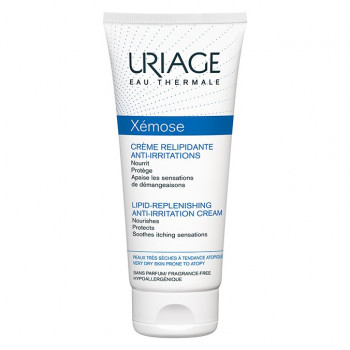 URIAGE
EAU THERMALE
Xémose
CRÈME RELIPIDANTE
ANTI-IRRITATIONS
Nourrit
Protège
Apaise les sensations
de démangeaisons
LIPID-REPLENISHING
ANTI-IRRITATION CREAM
Nourishes
Protects
Soothes itching sensations
PEAUX TRÈS SÈCHES À TENDANCE ATOPIQUE
VERY DRY SKIN PRONE TO ATOPY
SANS PARFUM/ FRAGRANCE-FREE
HYPOALLERGÉNIQUE